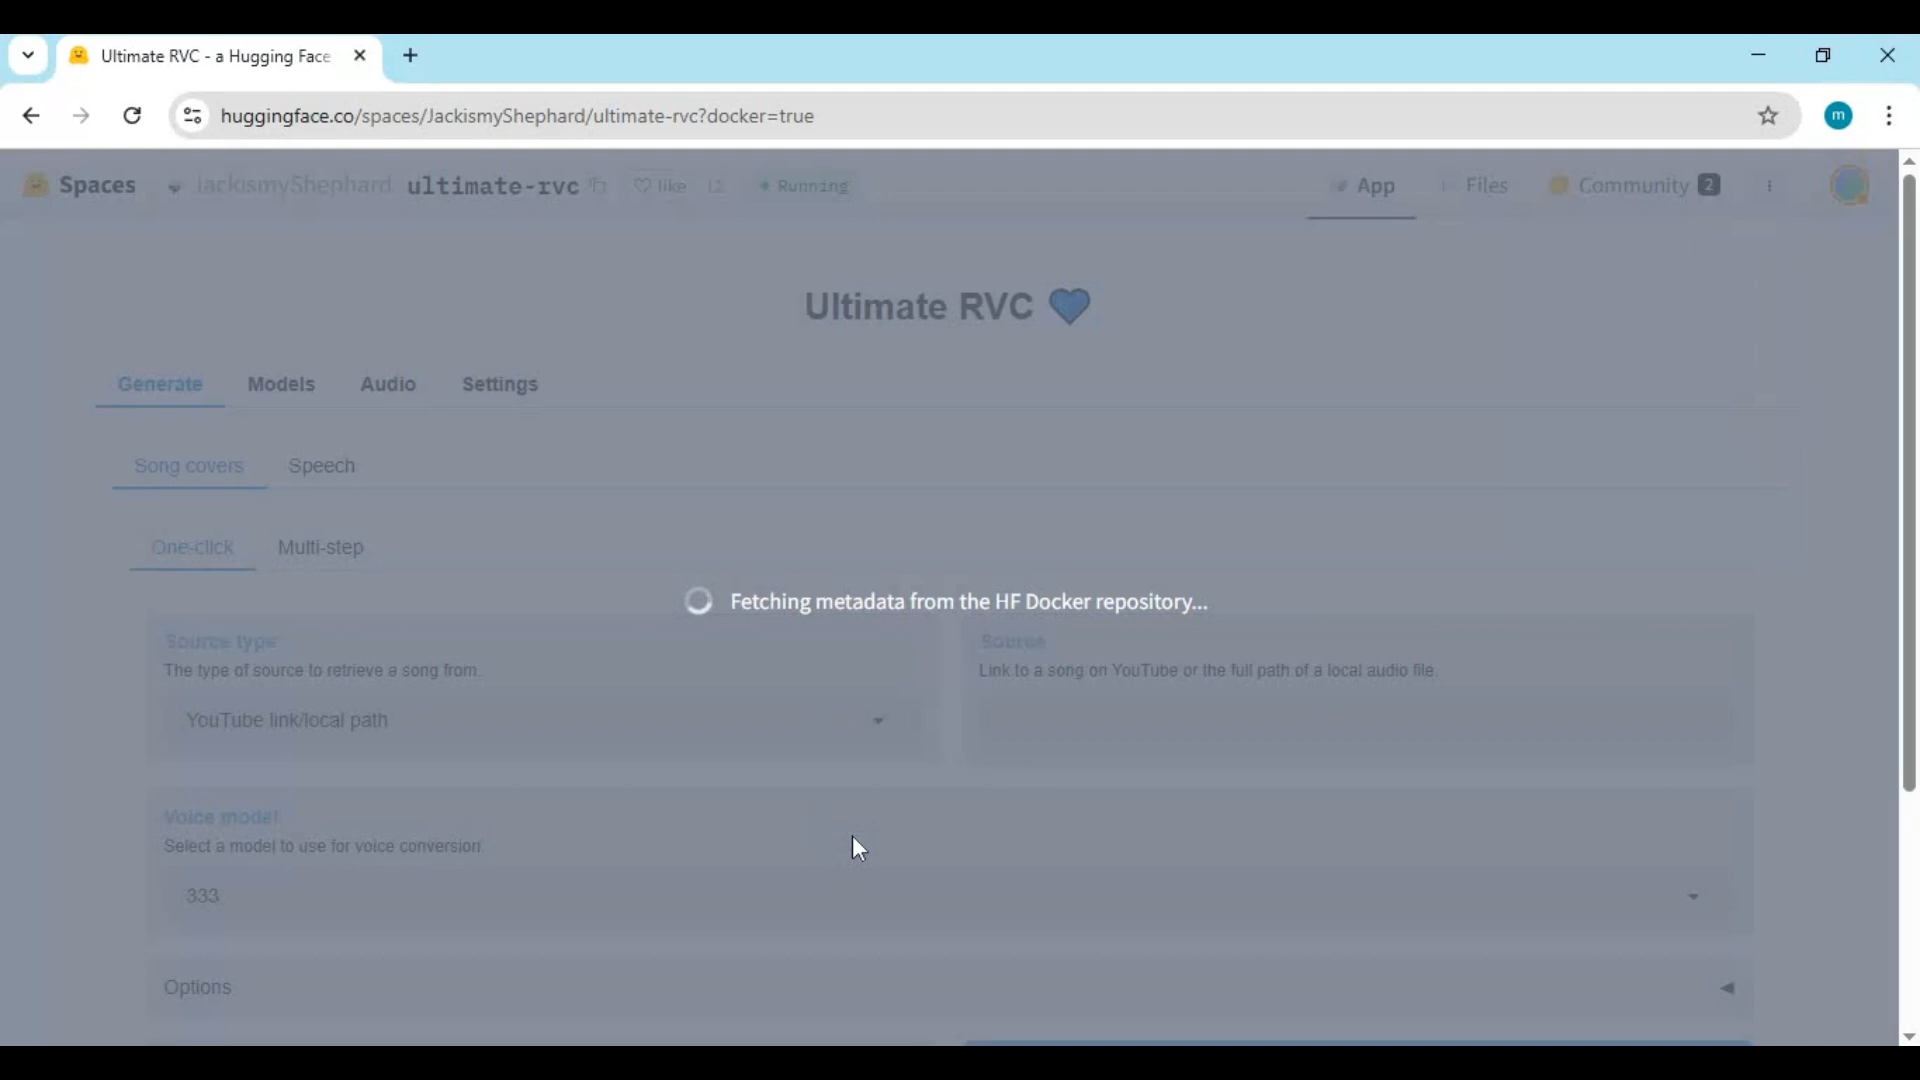 Ultimate RVC - a Hugging Face
huggingface.co/spaces/JackismyShephard/ultimate-rvc?docker=true
m
Spaces JackismyShephard ultimate-rvc like Running App Files Community 2
Ultimate RVC
Generate Models Audio Settings
Song covers Speech
One-click Multi-step
Fetching metadata from the HF Docker repository...
Source type Source
The type of source to retrieve a song from. Link to a song on YouTube or the full path of a local audio file.
YouTube link/local path
Voice model
Select a model to use for voice conversion.
333
Options